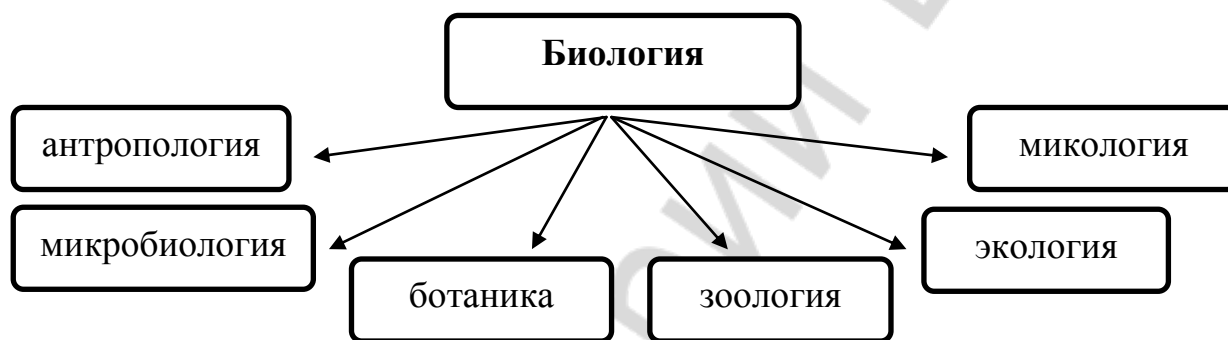 Биология
антропология
микология
микробиология
экология
ботаника
зоология